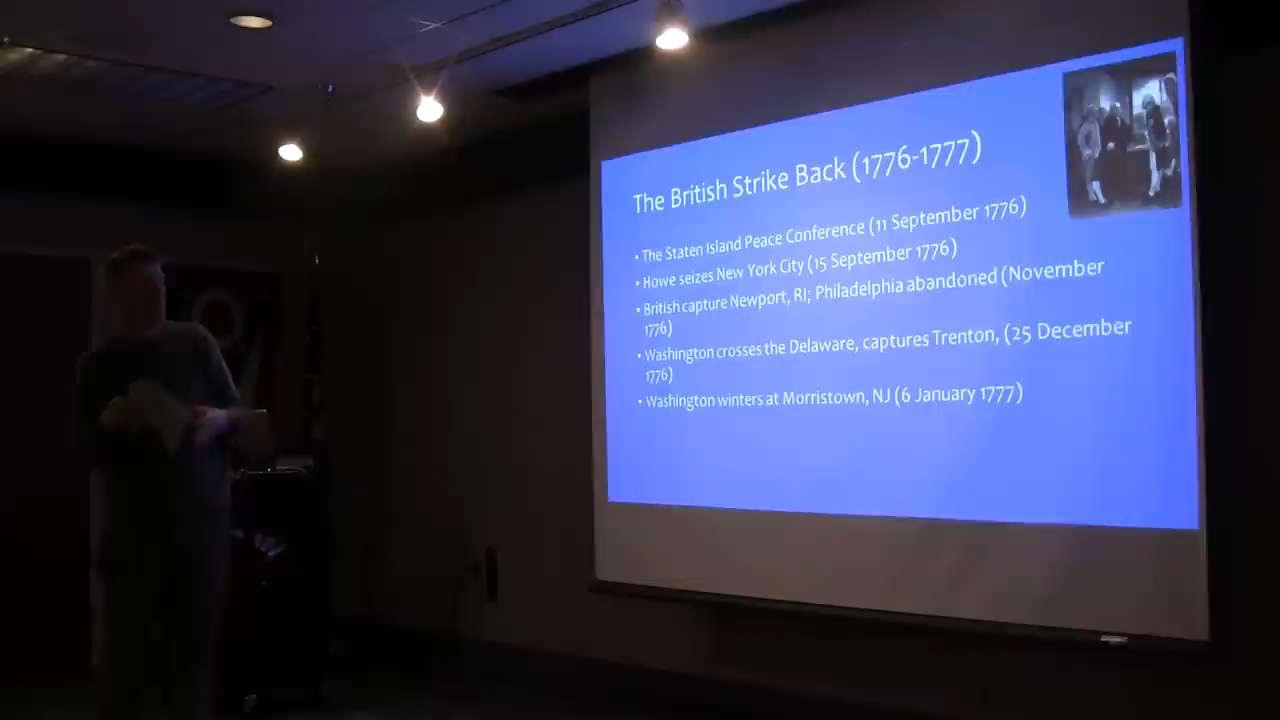 The British Strike Back (1776-1777)
• The Staten Island Peace Conference (11 September 1776)
• Howe seizes New York City (15 September 1776)
• British capture Newport, RI; Philadelphia abandoned (November
1776)
• Washington crosses the Delaware, captures Trenton, (25 December
1776)
• Washington winters at Morristown, NJ (6 January 1777)